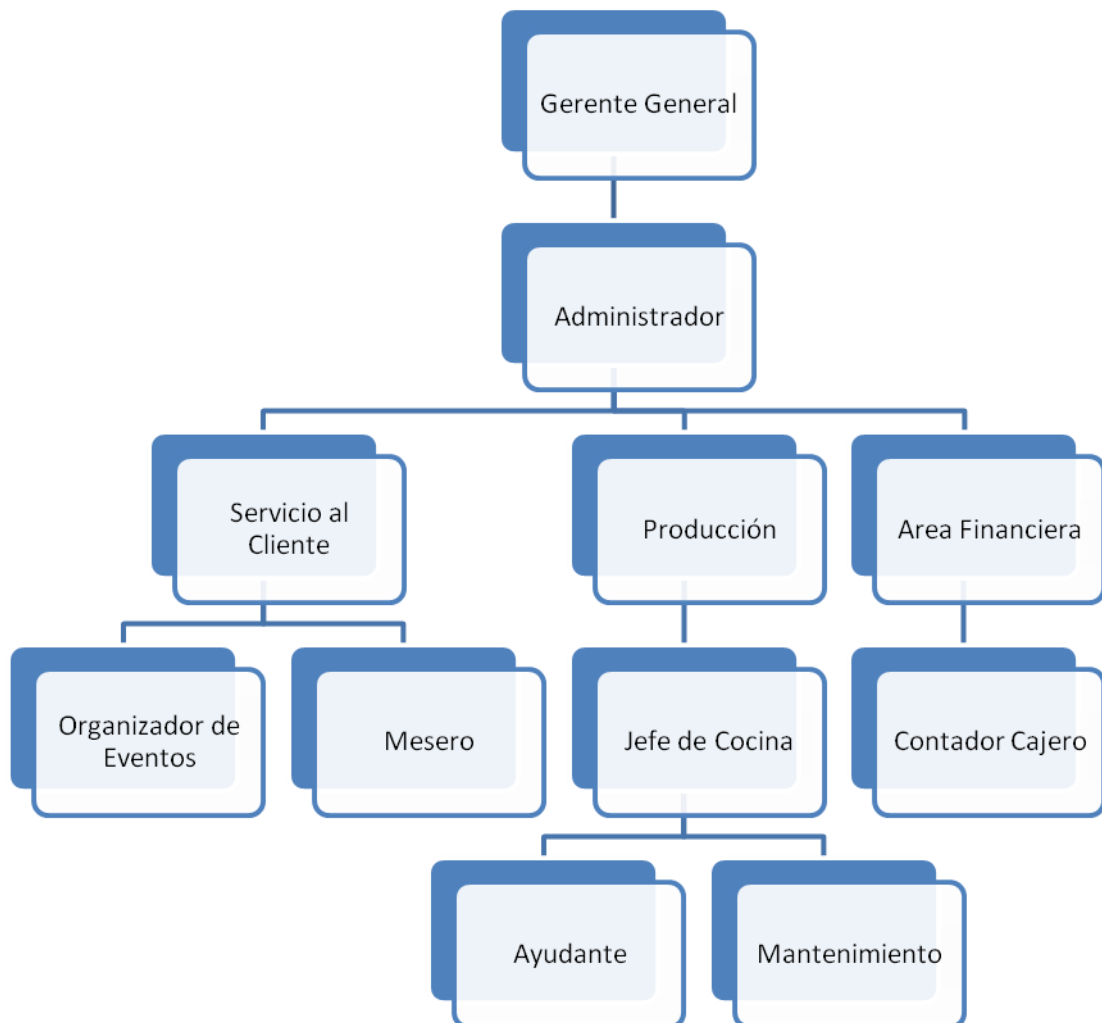 Gerente General
Administrador
Servicio al
Cliente
Producción
Area Financiera
Organizador de
Eventos
Mesero
Jefe de Cocina
Contador Cajero
Ayudante
Mantenimiento